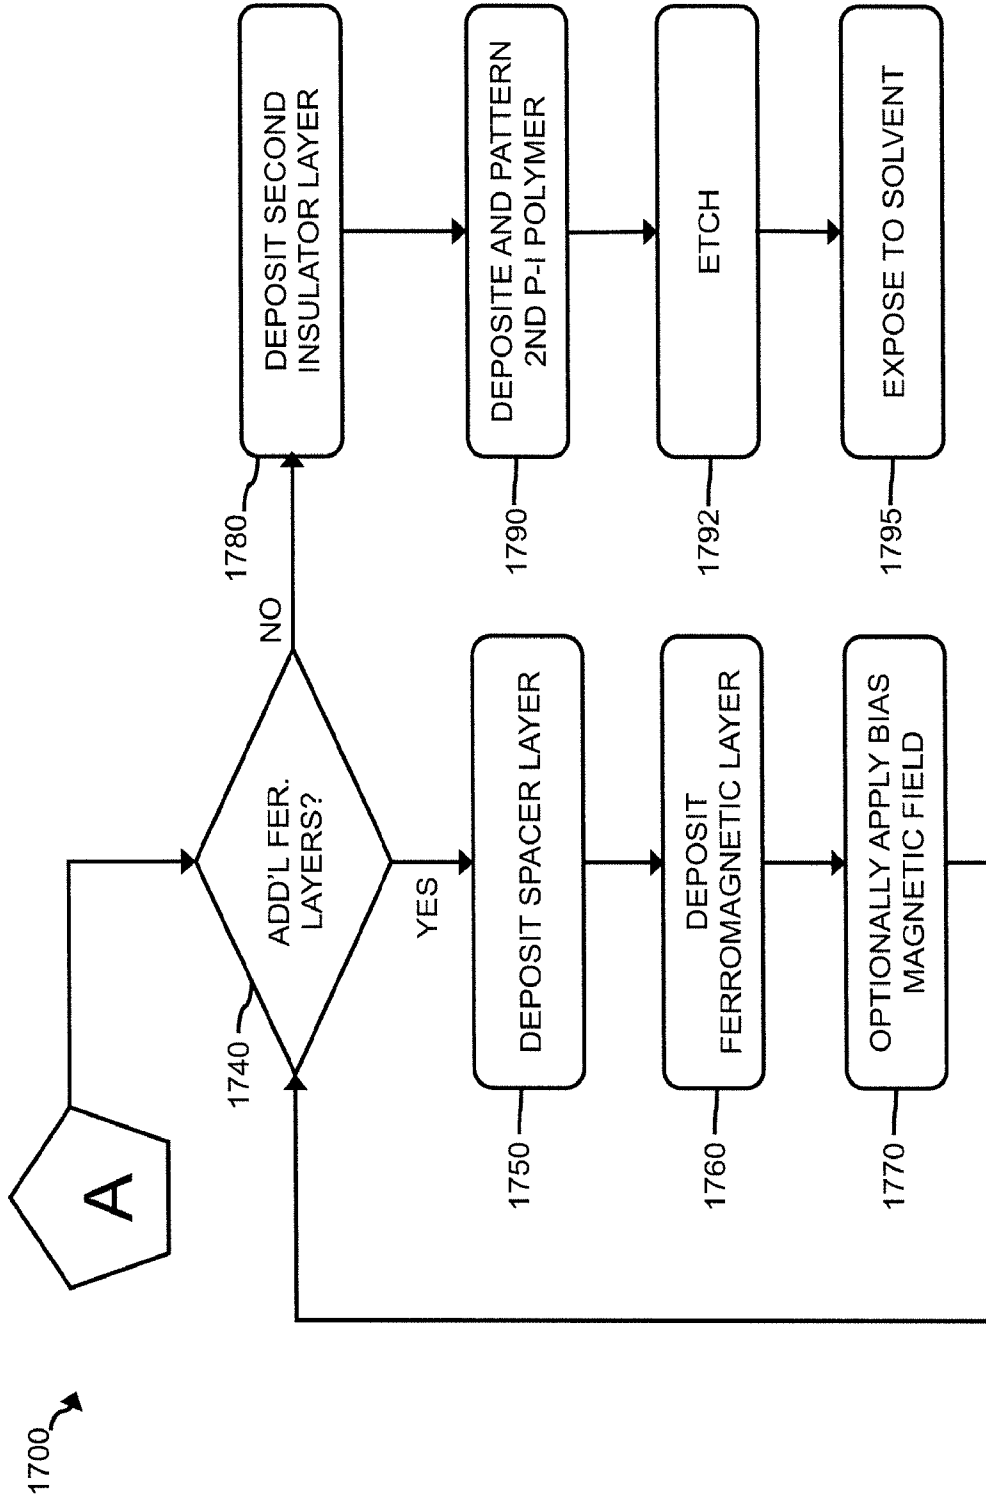 1700
A
1740
ADD'L FER.
LAYERS?
NO
YES
1750
DEPOSIT SPACER LAYER
1760
DEPOSIT
FERROMAGNETIC LAYER
1770
OPTIONALLY APPLY BIAS
MAGNETIC FIELD
1780
DEPOSIT SECOND
INSULATOR LAYER
1790
DEPOSITE AND PATTERN
2ND P-I POLYMER
1792
ETCH
1795
EXPOSE TO SOLVENT